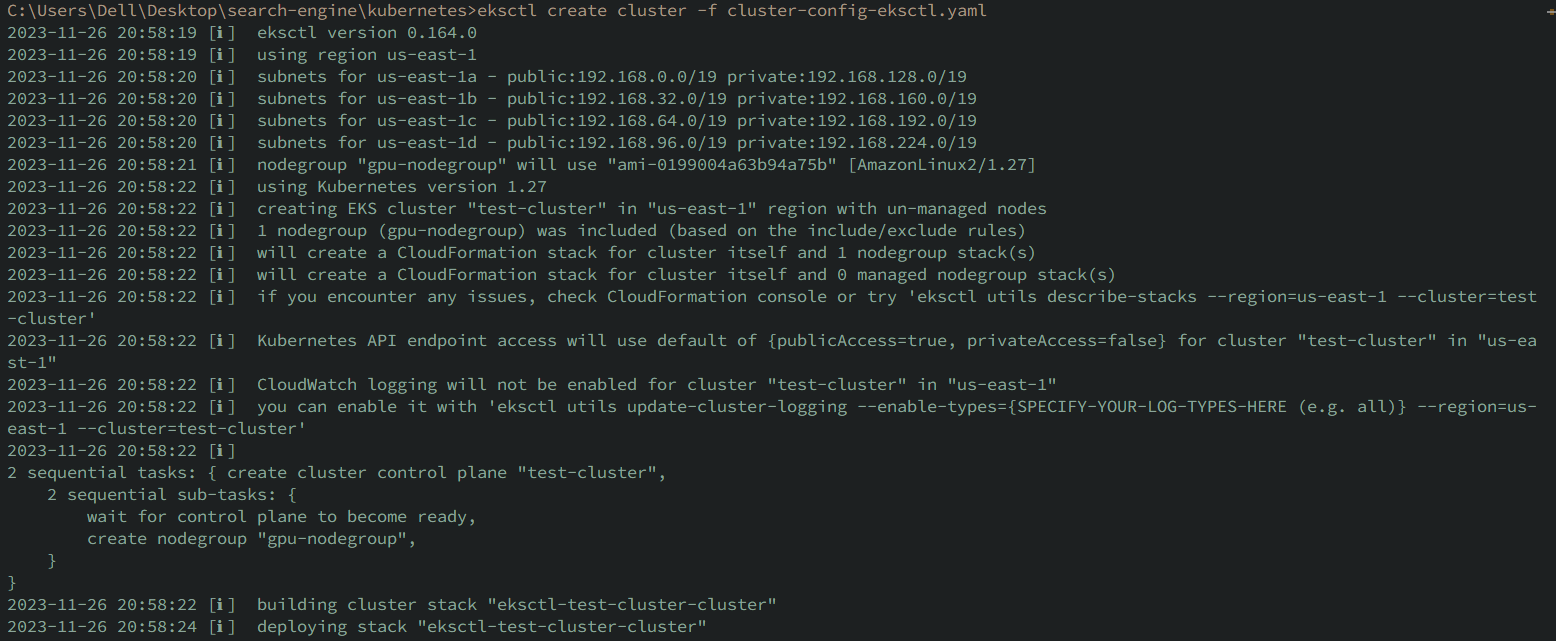 C:\Users\Dell\Desktop\search-engine\kubernetes>eksctl create cluster -f cluster-config-eksctl.yaml
2023-11-26 20:58:19 [ℹ]  eksctl version 0.164.0
2023-11-26 20:58:19 [ℹ]  using region us-east-1
2023-11-26 20:58:20 [ℹ]  subnets for us-east-1a - public:192.168.0.0/19 private:192.168.128.0/19
2023-11-26 20:58:20 [ℹ]  subnets for us-east-1b - public:192.168.32.0/19 private:192.168.160.0/19
2023-11-26 20:58:20 [ℹ]  subnets for us-east-1c - public:192.168.64.0/19 private:192.168.192.0/19
2023-11-26 20:58:20 [ℹ]  subnets for us-east-1d - public:192.168.96.0/19 private:192.168.224.0/19
2023-11-26 20:58:21 [ℹ]  nodegroup "gpu-nodegroup" will use "ami-0199004a63b94a75b" [AmazonLinux2/1.27]
2023-11-26 20:58:22 [ℹ]  using Kubernetes version 1.27
2023-11-26 20:58:22 [ℹ]  creating EKS cluster "test-cluster" in "us-east-1" region with un-managed nodes
2023-11-26 20:58:22 [ℹ]  1 nodegroup (gpu-nodegroup) was included (based on the include/exclude rules)
2023-11-26 20:58:22 [ℹ]  will create a CloudFormation stack for cluster itself and 1 nodegroup stack(s)
2023-11-26 20:58:22 [ℹ]  will create a CloudFormation stack for cluster itself and 0 managed nodegroup stack(s)
2023-11-26 20:58:22 [ℹ]  if you encounter any issues, check CloudFormation console or try 'eksctl utils describe-stacks --region=us-east-1 --cluster=test
-cluster'
2023-11-26 20:58:22 [ℹ]  Kubernetes API endpoint access will use default of {publicAccess=true, privateAccess=false} for cluster "test-cluster" in "us-ea
st-1"
2023-11-26 20:58:22 [ℹ]  CloudWatch logging will not be enabled for cluster "test-cluster" in "us-east-1"
2023-11-26 20:58:22 [ℹ]  you can enable it with 'eksctl utils update-cluster-logging --enable-types={SPECIFY-YOUR-LOG-TYPES-HERE (e.g. all)} --region=us-
east-1 --cluster=test-cluster'
2023-11-26 20:58:22 [ℹ]
2 sequential tasks: { create cluster control plane "test-cluster",
    2 sequential sub-tasks: {
        wait for control plane to become ready,
        create nodegroup "gpu-nodegroup",
    }
}
2023-11-26 20:58:22 [ℹ]  building cluster stack "eksctl-test-cluster-cluster"
2023-11-26 20:58:24 [ℹ]  deploying stack "eksctl-test-cluster-cluster"